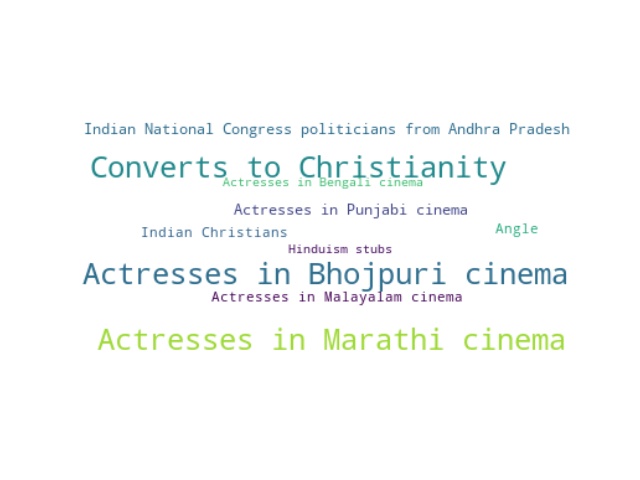 Indian National Congress politicians from Andhra Pradesh
Converts to Christianity
Actresses in Bengali cinema
Actresses in Punjabi cinema
Angle
Indian Christians
Hinduism stubs
Actresses in Bhojpuri cinema
Actresses in Malayalam cinema
Actresses in Marathi cinema